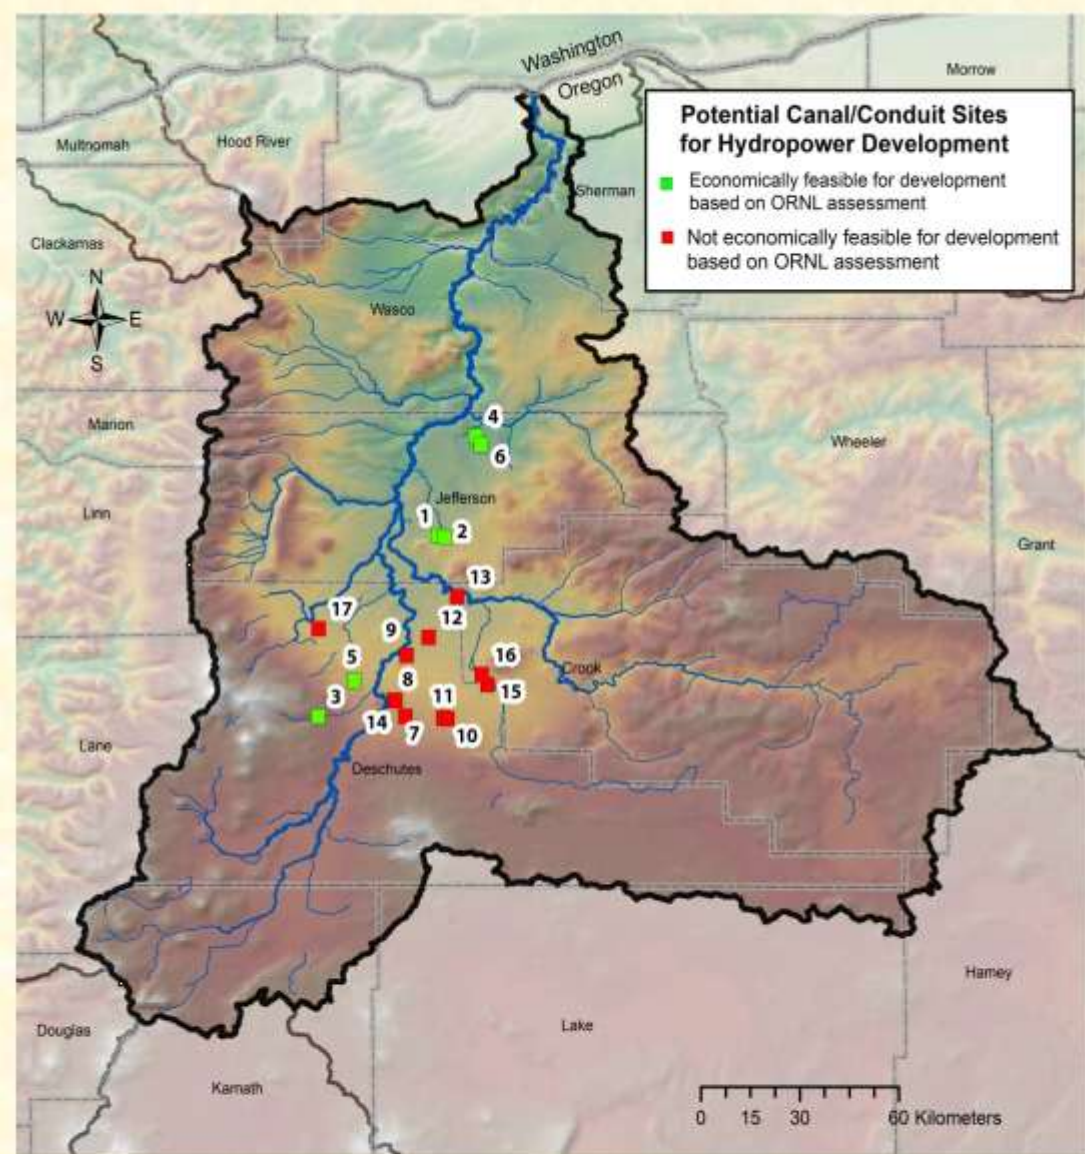 Washington
Oregon
Morrow
Multnomah
Hood River
Potential Canal/Conduit Sites
for Hydropower Development
Economically feasible for development
based on ORNL assessment
Not economically feasible for development
based on ORNL assessment
Sherman
Clackamas
N
W
E
S
Wasco
Marion
4
Wheeler
6
Jefferson
Linn
1
2
Grant
13
17
12
9
5
16
Crook
8
3
11
15
14
7
10
Lane
Deschutes
Harney
Douglas
Lake
Kamath
0
15
30
60 Kilometers